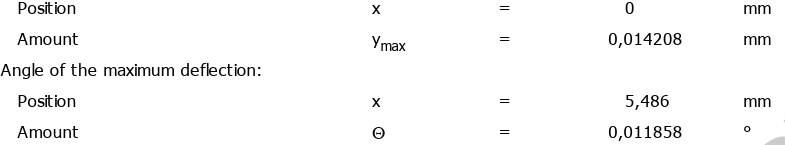 Position x = 0 mm
Amount ymax = 0,014208 mm
Angle of the maximum deflection:
Position x = 5,486 mm
Amount Θ = 0,011858 °